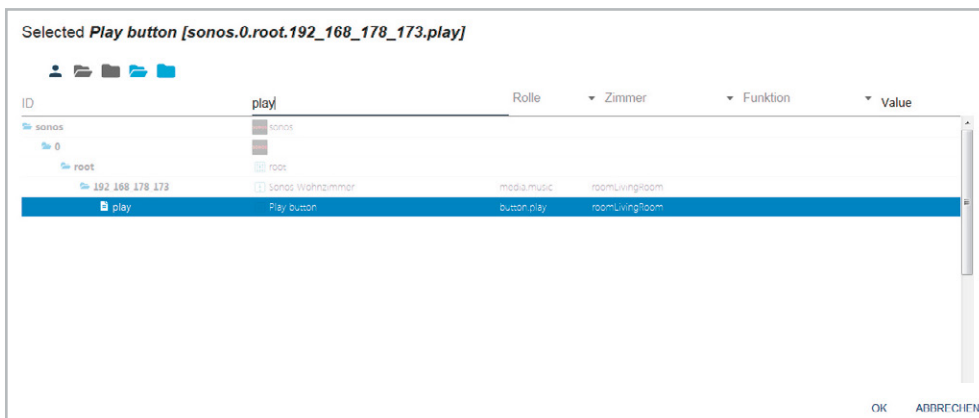 Selected Play button [sonos.0.root.192_168_178_173.play]
ID play Rolle Zimmer Funktion Value
sonos sonos
0
root root
192 168 178 173 Sonos Wohnzimmer media.music roomLivingRoom
play Play button button.play roomLivingRoom
OK ABBRECHEN